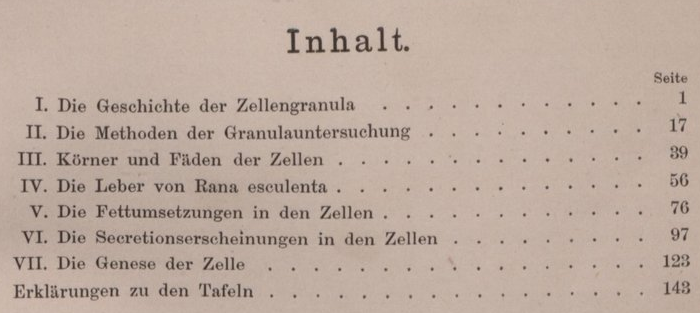 Inhalt.
Seite
I. Die Geschichte der Zellengranula . . . . . . . . . . . . 1
II. Die Methoden der Granulauntersuchung . . . . . . . . . . 17
III. Körner und Fäden der Zellen . . . . . . . . . . . . . . 39
IV. Die Leber von Rana esculenta . . . . . . . . . . . . . . 56
V. Die Fettumsetzungen in den Zellen . . . . . . . . . . . . 76
VI. Die Secretionserscheinungen in den Zellen . . . . . . . . . 97
VII. Die Genese der Zelle . . . . . . . . . . . . . . . . . 123
Erklärungen zu den Tafeln . . . . . . . . . . . . . . . . . 143